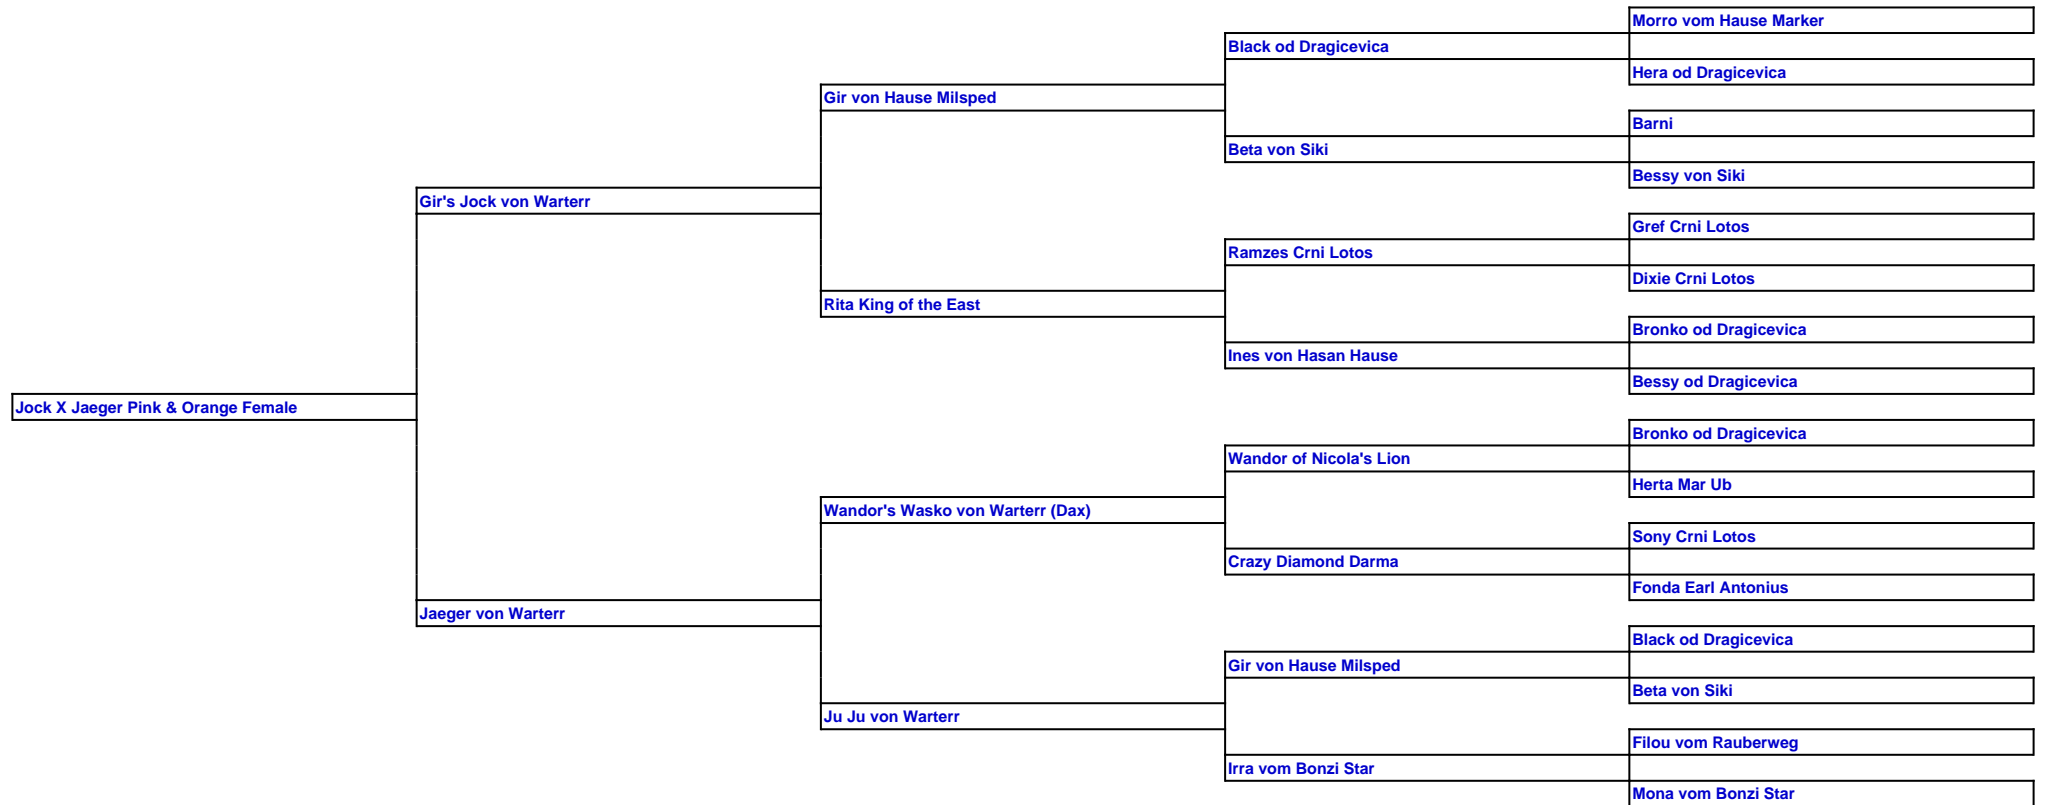 Morro vom Hause Marker
Black od Dragicevica
Hera od Dragicevica
Gir von Hause Milsped
Barni
Beta von Siki
Bessy von Siki
Gir's Jock von Warterr
Gref Crni Lotos
Ramzes Crni Lotos
Dixie Crni Lotos
Rita King of the East
Bronko od Dragicevica
Ines von Hasan Hause
Bessy od Dragicevica
Jock X Jaeger Pink & Orange Female
Bronko od Dragicevica
Wandor of Nicola's Lion
Herta Mar Ub
Wandor's Wasko von Warterr (Dax)
Sony Crni Lotos
Crazy Diamond Darma
Fonda Earl Antonius
Jaeger von Warterr
Black od Dragicevica
Gir von Hause Milsped
Beta von Siki
Ju Ju von Warterr
Filou vom Rauberweg
Irra vom Bonzi Star
Mona vom Bonzi Star